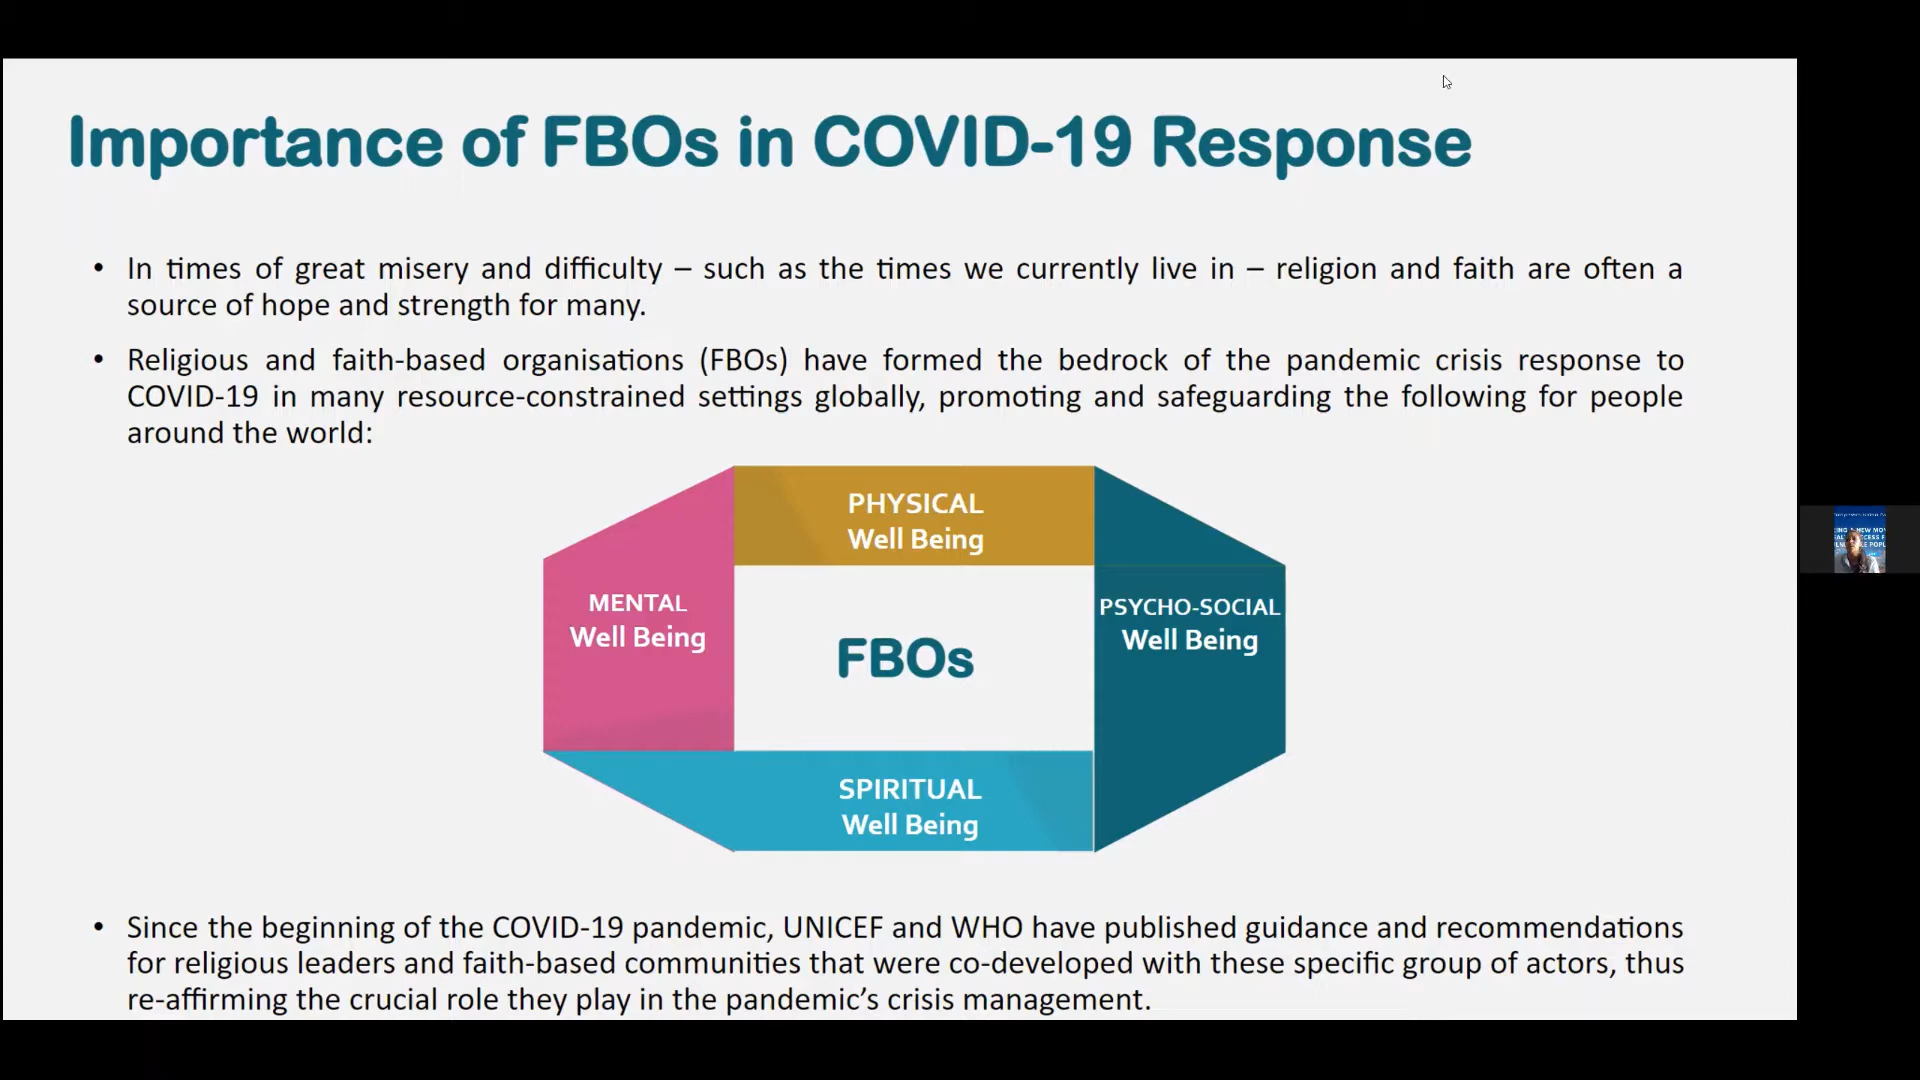 Importance of FBOs in COVID-19 Response
• In times of great misery and difficulty – such as the times we currently live in – religion and faith are often a
source of hope and strength for many.
• Religious and faith-based organisations (FBOs) have formed the bedrock of the pandemic crisis response to
COVID-19 in many resource-constrained settings globally, promoting and safeguarding the following for people
around the world:
PHYSICAL
Well Being
MENTAL
Well Being
PSYCHO-SOCIAL
Well Being
FBOs
SPIRITUAL
Well Being
• Since the beginning of the COVID-19 pandemic, UNICEF and WHO have published guidance and recommendations
for religious leaders and faith-based communities that were co-developed with these specific group of actors, thus
re-affirming the crucial role they play in the pandemic’s crisis management.